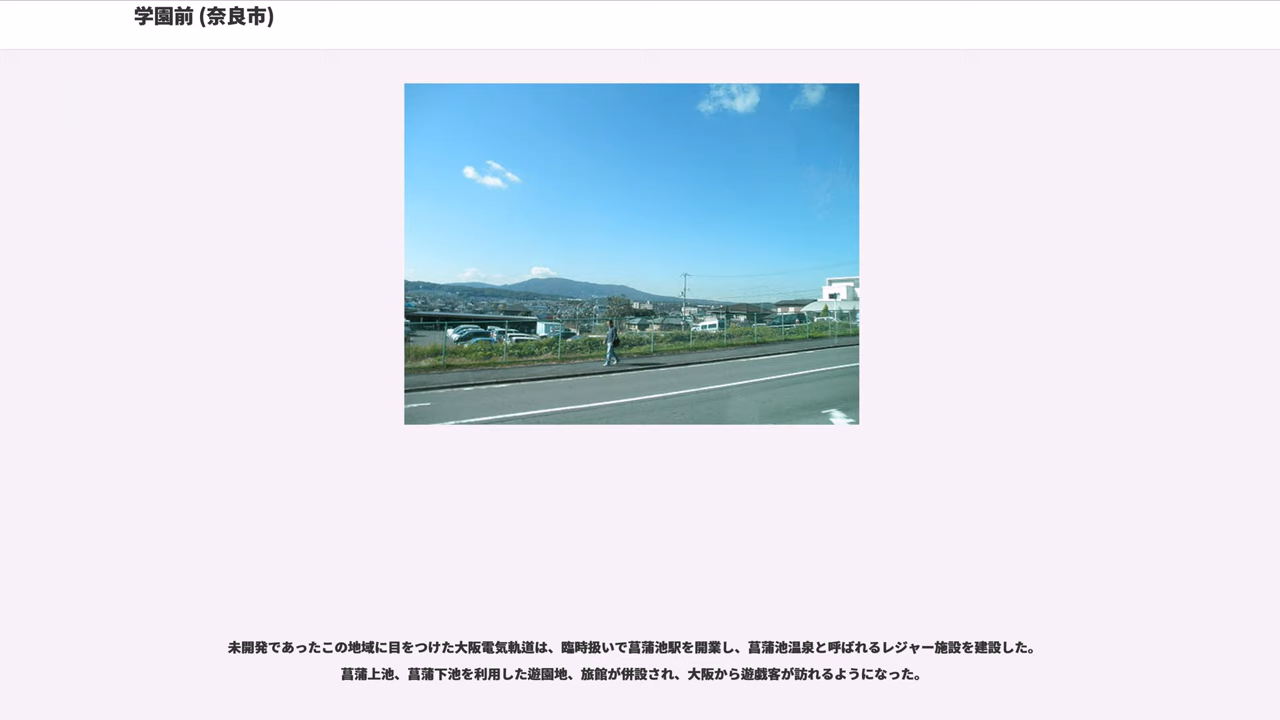 学園前 (奈良市)
未開発であったこの地域に目をつけた大阪電気軌道は、臨時扱いで菖蒲池駅を開業し、菖蒲池温泉と呼ばれるレジャー施設を建設した。
菖蒲上池、菖蒲下池を利用した遊園地、旅館が併設され、大阪から遊戯客が訪れるようになった。